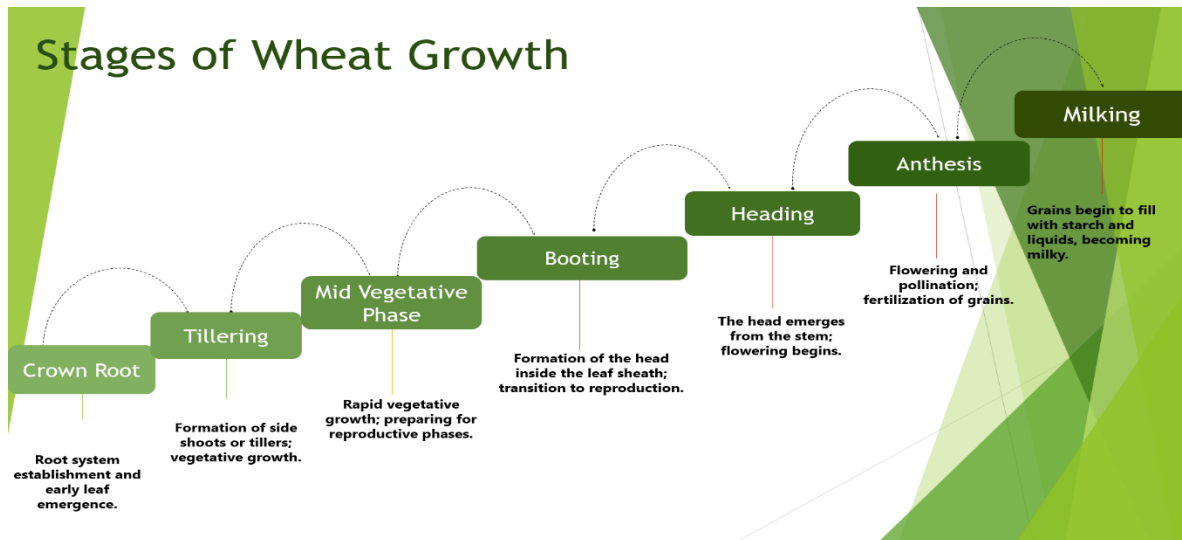 Stages of Wheat Growth
Crown Root
Root system
establishment and
early leaf
emergence.
Tillering
Formation of side
shoots or tillers;
vegetative growth.
Mid Vegetative
Phase
Rapid vegetative
growth; preparing for
reproductive phases.
Booting
Formation of the head
inside the leaf sheath;
transition to reproduction.
Heading
The head emerges
from the stem;
flowering begins.
Anthesis
Flowering and
pollination;
fertilization of grains.
Milking
Grains begin to fill
with starch and
liquids, becoming
milky.